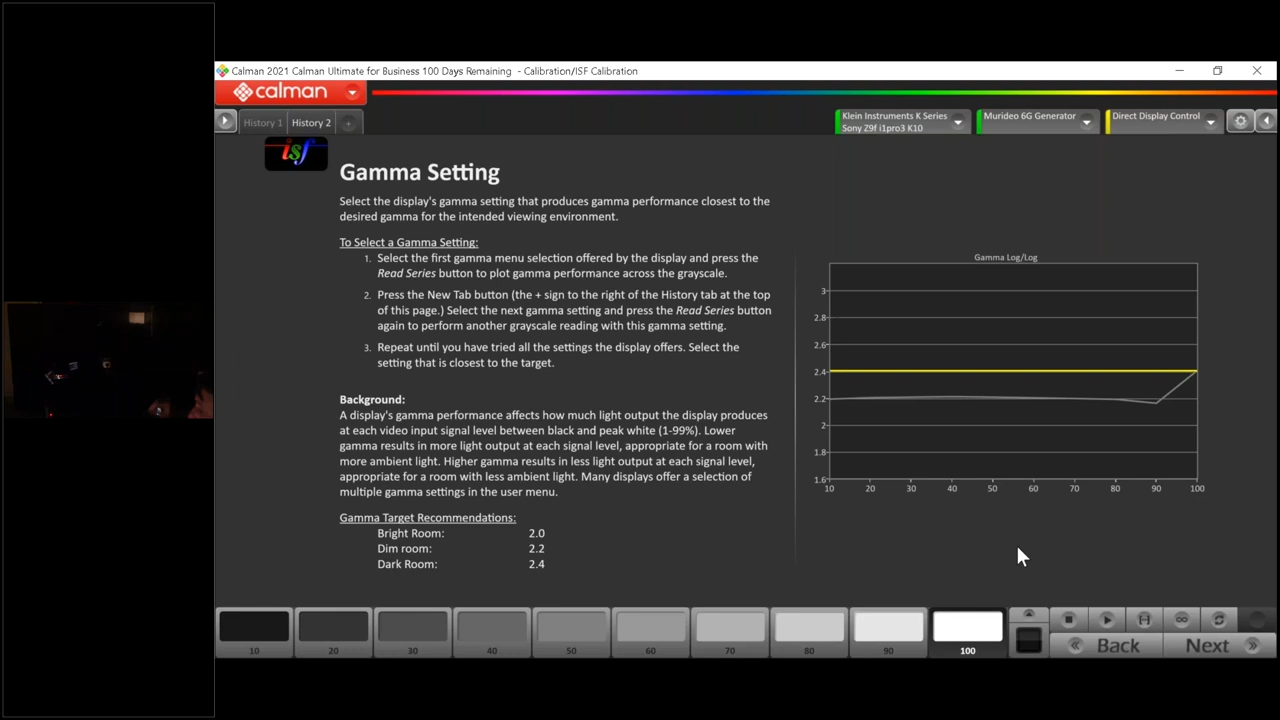 Calman 2021 Calman Ultimate for Business 100 Days Remaining - Calibration/ISF Calibration
calman
History 1
History 2
+
Klein Instruments K Series
Sony Z9f i1pro3 K10
Murideo 6G Generator
Direct Display Control
isf
Gamma Setting
Select the display's gamma setting that produces gamma performance closest to the
desired gamma for the intended viewing environment.
To Select a Gamma Setting:
1. Select the first gamma menu selection offered by the display and press the
Read Series button to plot gamma performance across the grayscale.
2. Press the New Tab button (the + sign to the right of the History tab at the top
of this page.) Select the next gamma setting and press the Read Series button
again to perform another grayscale reading with this gamma setting.
3. Repeat until you have tried all the settings the display offers. Select the
setting that is closest to the target.
Background:
A display's gamma performance affects how much light output the display produces
at each video input signal level between black and peak white (1-99%). Lower
gamma results in more light output at each signal level, appropriate for a room with
more ambient light. Higher gamma results in less light output at each signal level,
appropriate for a room with less ambient light. Many displays offer a selection of
multiple gamma settings in the user menu.
Gamma Target Recommendations:
Bright Room: 2.0
Dim room: 2.2
Dark Room: 2.4
Gamma Log/Log
3
2.8
2.6
2.4
2.2
2
1.8
1.6
10 20 30 40 50 60 70 80 90 100
10 20 30 40 50 60 70 80 90 100
Back
Next